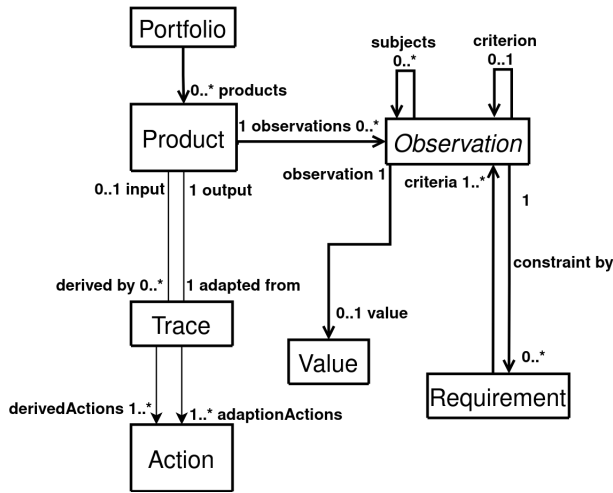 Portfolio
subjects
0..*
criterion
0..1
0..* products
Product
1 observations 0..*
Observation
0..1 input
1 output
observation 1
criteria 1..*
1
constraint by
derived by 0..*
1 adapted from
Trace
0..1 value
Value
0..*
Requirement
derivedActions 1..*
1..* adaptionActions
Action